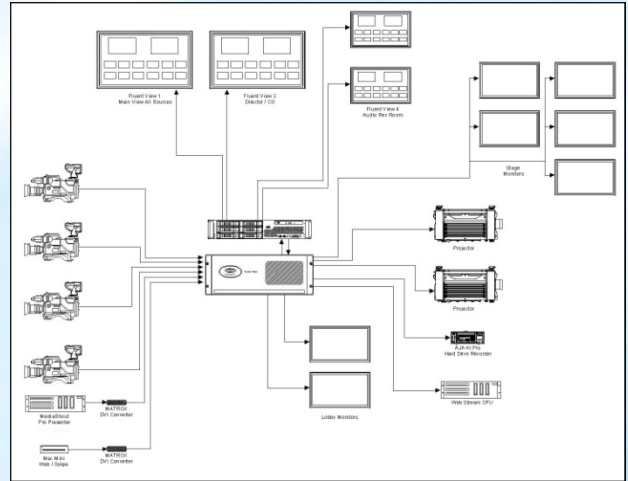 Fluent View 1
Main View All Sources
Fluent View 2
Director / CG
Fluent View 4
Audio Rec Room
Stage
Monitors
Projector
Projector
AJA Ki Pro
Hard Drive Recorder
Web Stream CPU
Lobby Monitors
MediaShout
Pro Presenter
MATROX
DVI Converter
Mac Mini
Web / Skype
MATROX
DVI Converter